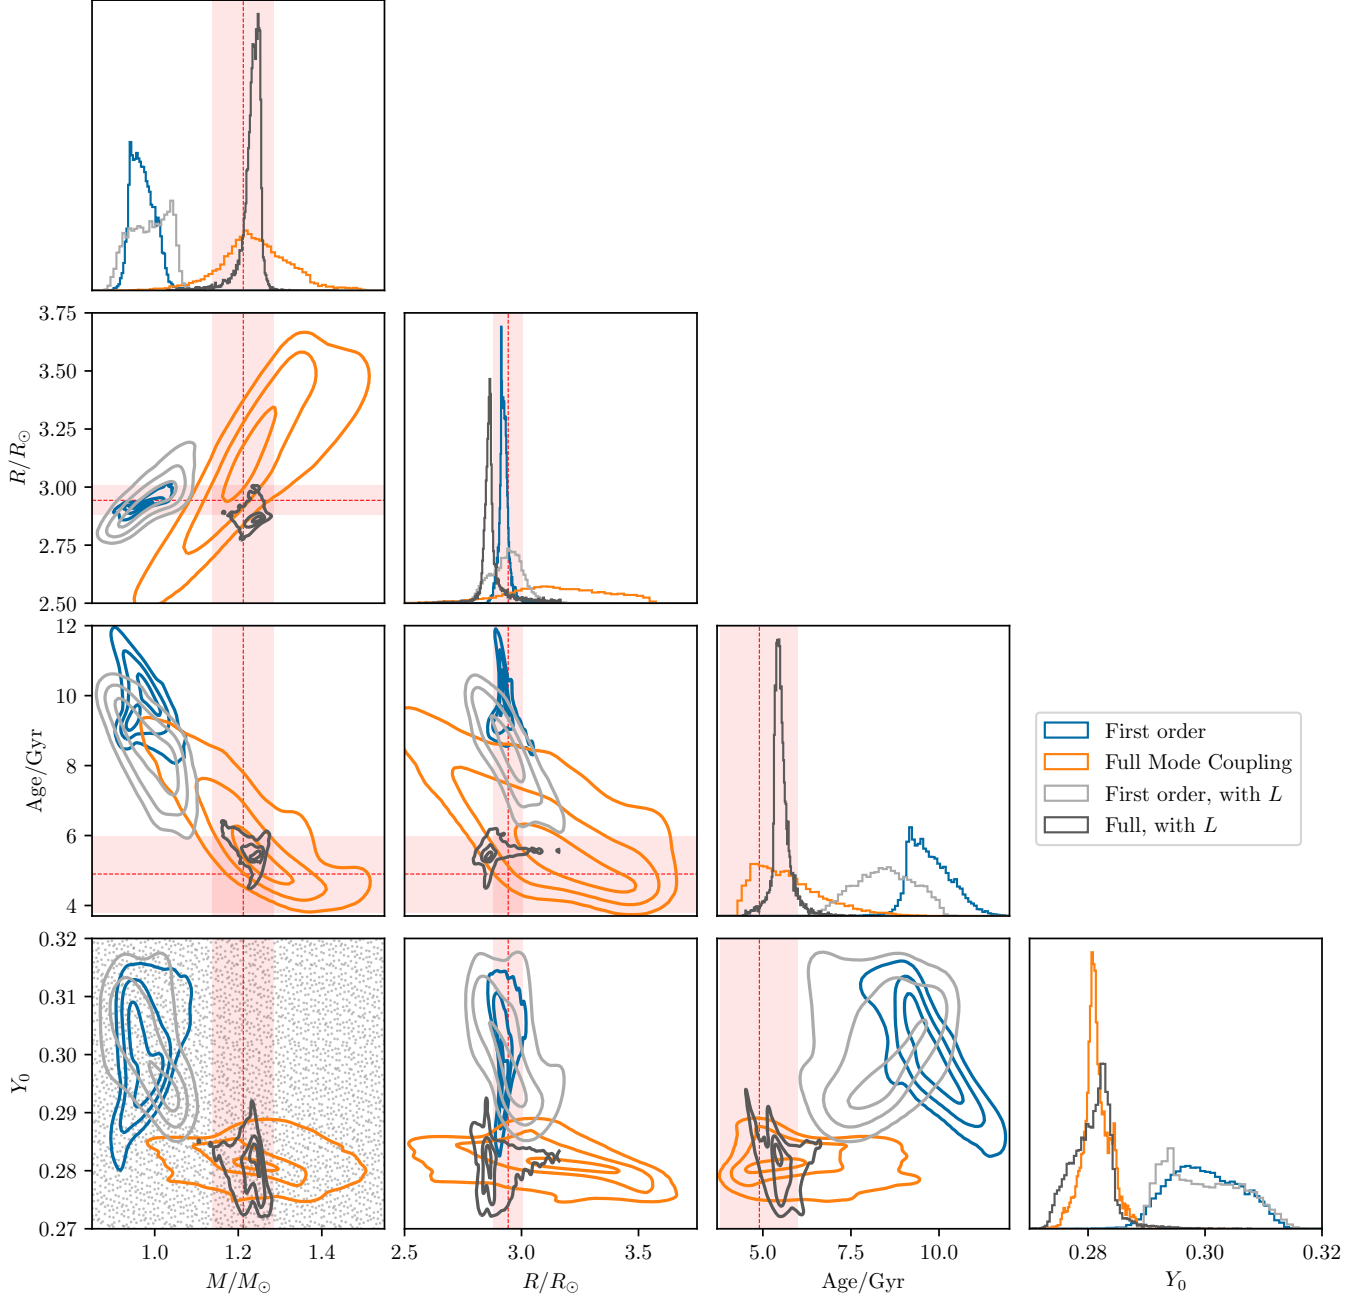 3.75
3.50
3.25
3.00
2.75
2.50
R/R⊙
12
10
8
6
4
Age/Gyr
First order
Full Mode Coupling
First order, with L
Full, with L
0.32
0.31
0.30
0.29
0.28
0.27
Y₀
1.0 1.2 1.4
M/M⊙
2.5 3.0 3.5
R/R⊙
5.0 7.5 10.0
Age/Gyr
0.28 0.30 0.32
Y₀